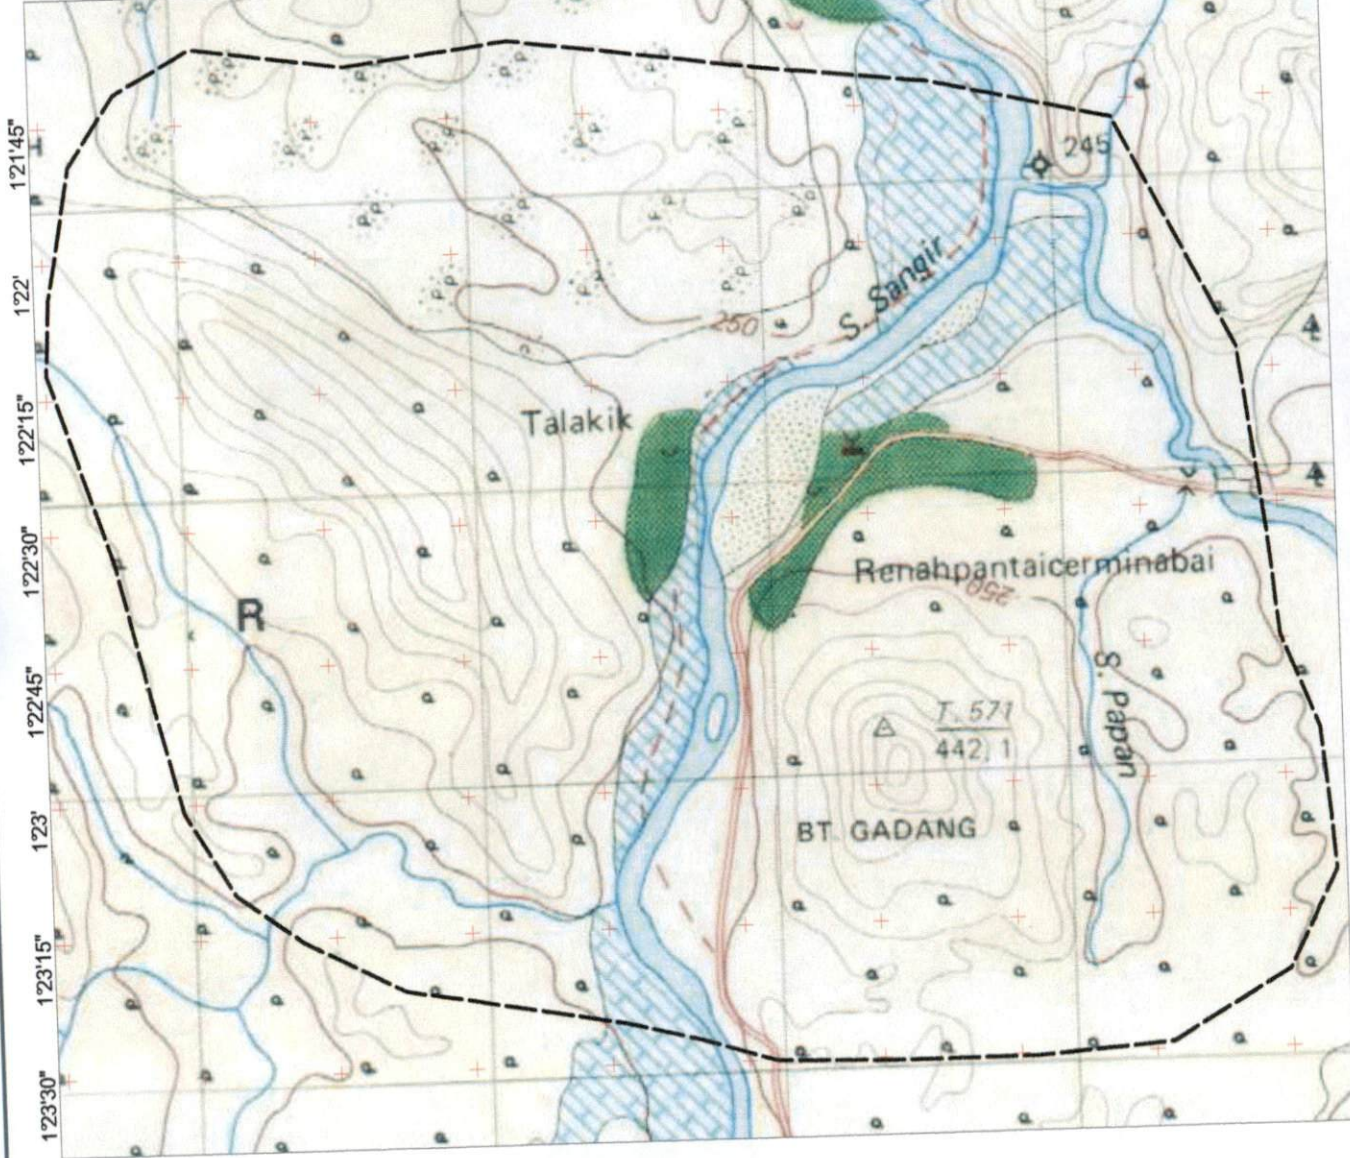 1°21'45"
245
1°22'
S. Sangir
250
4
1°22'15"
Talakik
K
4
1°22'30"
Renahpantaicerminabai
250
R
1°22'45"
S. Papan
T. 571
442, 1
1°23'
BT. GADANG
1°23'15"
1°23'30"